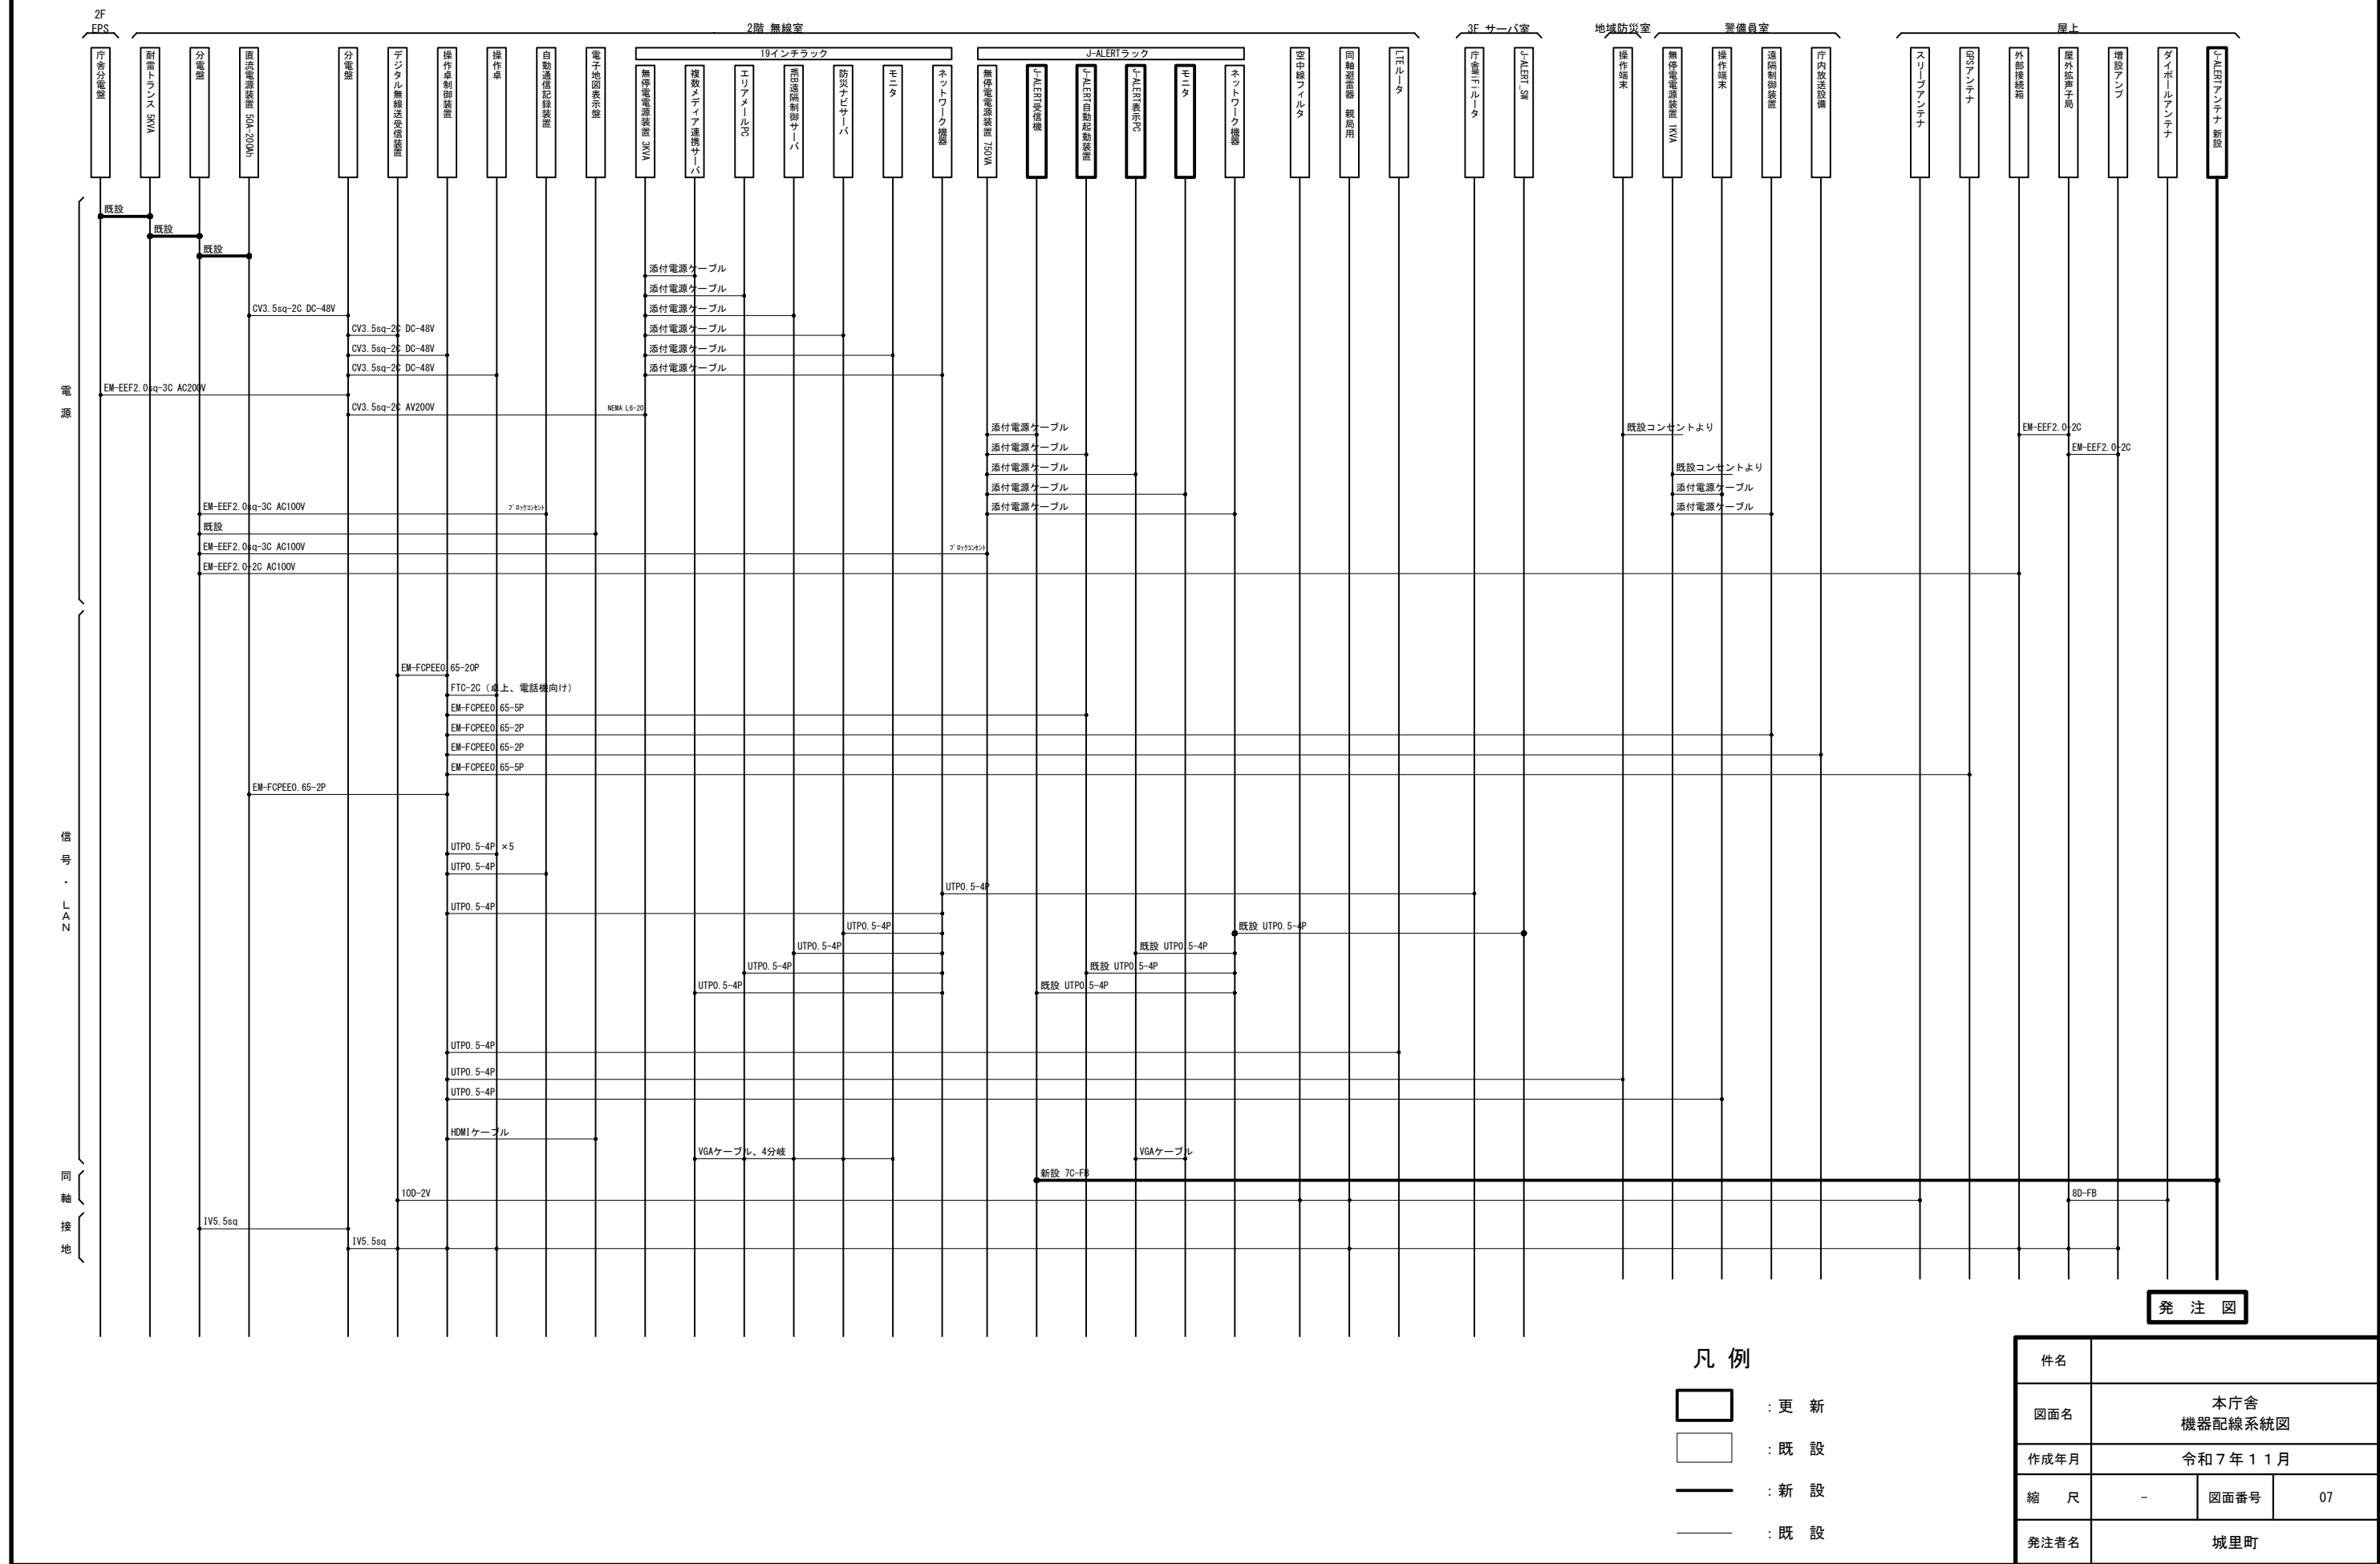 2F
EPS
2階 無線室
3F サーバ室
地域防災室
警備員室
屋上
19インチラック
J-ALERTラック
庁舎分電盤
耐雷トランス 5KVA
分電盤
直流電源装置 50A-200Ah
分電盤
デジタル無線送受信装置
操作卓制御装置
操作卓
自動通信記録装置
電子地図表示盤
無停電電源装置 3KVA
複数メディア連携サーバ
エリアメールPC
WEB遠隔制御サーバ
防災ナビサーバ
モニタ
ネットワーク機器
無停電電源装置 750VA
J-ALERT受信機
J-ALERT自動起動装置
J-ALERT表示PC
モニタ
ネットワーク機器
空中線フィルタ
同軸避雷器 親局用
LTEルータ
庁舎WiFiルータ
J-ALERT_SW
操作端末
無停電電源装置 1KVA
操作端末
遠隔制御装置
庁内放送設備
スリーブアンテナ
GPSアンテナ
外部接続箱
屋外拡声子局
増設アンプ
ダイポールアンテナ
J-ALERTアンテナ 新設
電源
既設
既設
既設
添付電源ケーブル
添付電源ケーブル
CV3.5sq-2C DC-48V
添付電源ケーブル
CV3.5sq-2C DC-48V
添付電源ケーブル
CV3.5sq-2C DC-48V
添付電源ケーブル
CV3.5sq-2C DC-48V
添付電源ケーブル
EM-EEF2.0sq-3C AC200V
CV3.5sq-2C AV200V
NEMA L6-20
添付電源ケーブル
既設コンセントより
EM-EEF2.0-2C
添付電源ケーブル
EM-EEF2.0-2C
添付電源ケーブル
既設コンセントより
添付電源ケーブル
添付電源ケーブル
EM-EEF2.0sq-3C AC100V
ブロックコンセント
添付電源ケーブル
添付電源ケーブル
既設
EM-EEF2.0sq-3C AC100V
ブロックコンセント
EM-EEF2.0-2C AC100V
信号・LAN
EM-FCPEE0.65-20P
FTC-2C（卓上、電話機向け）
EM-FCPEE0.65-5P
EM-FCPEE0.65-2P
EM-FCPEE0.65-2P
EM-FCPEE0.65-5P
EM-FCPEE0.65-2P
UTP0.5-4P ×5
UTP0.5-4P
UTP0.5-4P
UTP0.5-4P
UTP0.5-4P
既設 UTP0.5-4P
UTP0.5-4P
既設 UTP0.5-4P
UTP0.5-4P
既設 UTP0.5-4P
UTP0.5-4P
既設 UTP0.5-4P
UTP0.5-4P
UTP0.5-4P
UTP0.5-4P
HDMIケーブル
VGAケーブル、4分岐
VGAケーブル
同軸
新設 7C-FB
10D-2V
8D-FB
接地
IV5.5sq
IV5.5sq
発 注 図
凡 例
：更 新
：既 設
：新 設
：既 設
件名
図面名
本庁舎
機器配線系統図
作成年月
令和７年１１月
縮 尺
-
図面番号
07
発注者名
城里町